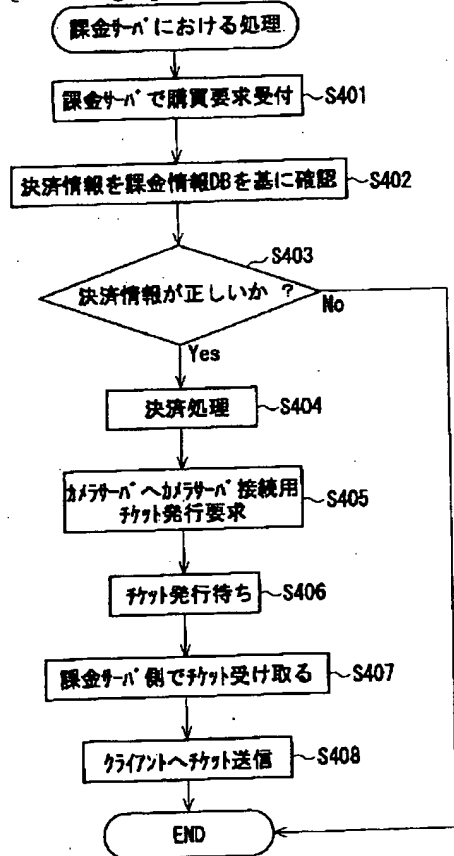 課金ｻｰﾊﾞにおける処理
課金ｻｰﾊﾞで購買要求受付
S401
決済情報を課金情報DBを基に確認
S402
S403
決済情報が正しいか ?
No
Yes
決済処理
S404
ｶﾒﾗｻｰﾊﾞへｶﾒﾗｻｰﾊﾞ接続用
ﾁｹｯﾄ発行要求
S405
ﾁｹｯﾄ発行待ち
S406
課金ｻｰﾊﾞ側でﾁｹｯﾄ受け取る
S407
ｸﾗｲｱﾝﾄへﾁｹｯﾄ送信
S408
END